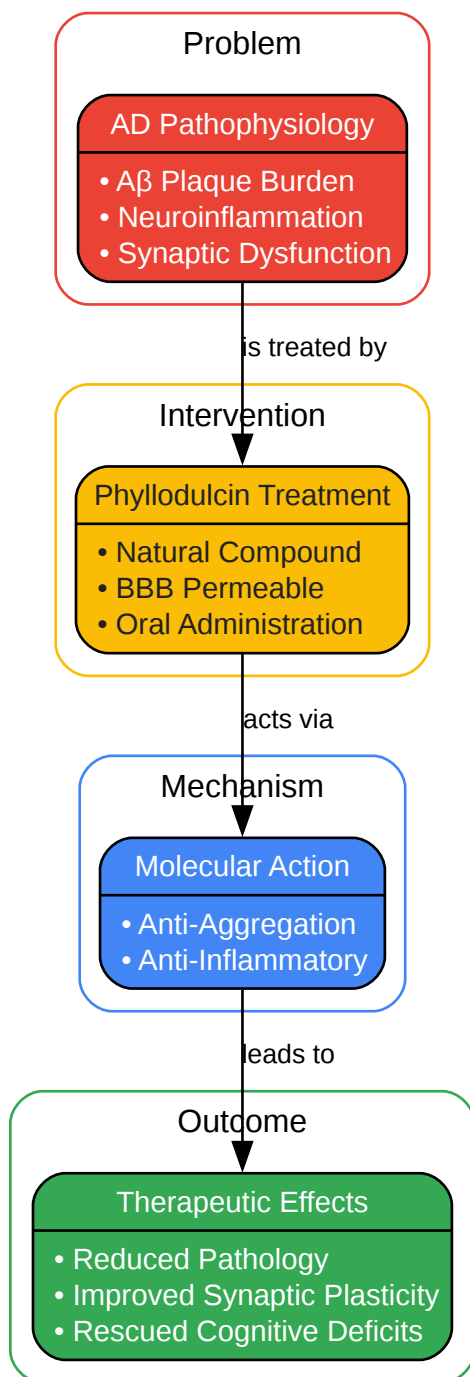 Problem
AD Pathophysiology
• Aβ Plaque Burden
• Neuroinflammation
• Synaptic Dysfunction
is treated by
Intervention
Phyllodulcin Treatment
• Natural Compound
• BBB Permeable
• Oral Administration
acts via
Mechanism
Molecular Action
• Anti-Aggregation
• Anti-Inflammatory
leads to
Outcome
Therapeutic Effects
• Reduced Pathology
• Improved Synaptic Plasticity
• Rescued Cognitive Deficits